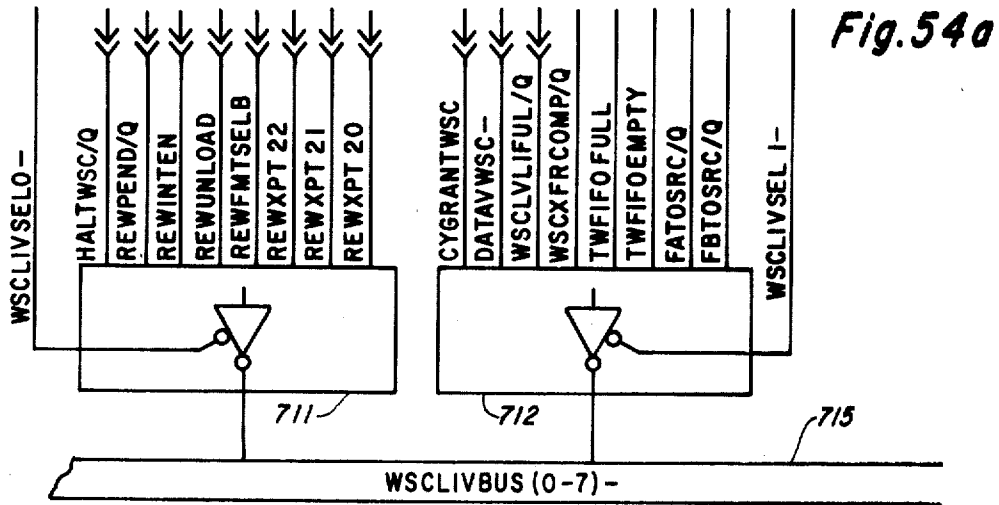 Fig.54a
WSCLIVSEL0-
HALTWSC/Q
REWPEND/Q
REWINTEN
REWUNLOAD
REWFMTSELB
REWXPT 22
REWXPT 21
REWXPT 20
CYGRANTWSC
DATAVWSC-
WSCLVLIFUL/Q
WSCXFRCOMP/Q
TWFIFOFULL
TWFIFOEMPTY
FATOSRC/Q
FBTOSRC/Q
WSCLIVSEL 1-
711
712
715
WSCLIVBUS (0-7)-